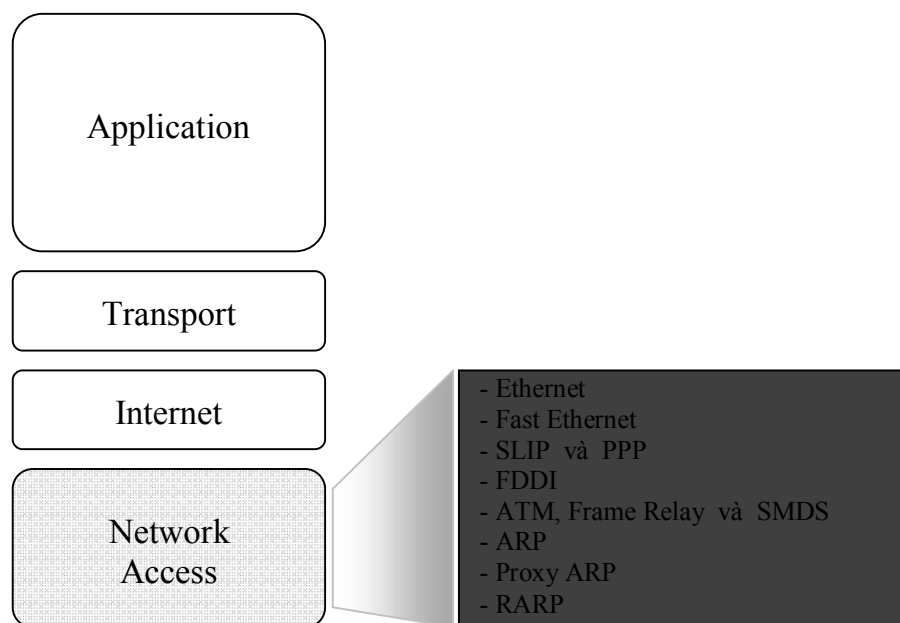 Application
Transport
Internet
Network
Access
- Ethernet
- Fast Ethernet
- SLIP và PPP
- FDDI
- ATM, Frame Relay và SMDS
- ARP
- Proxy ARP
- RARP